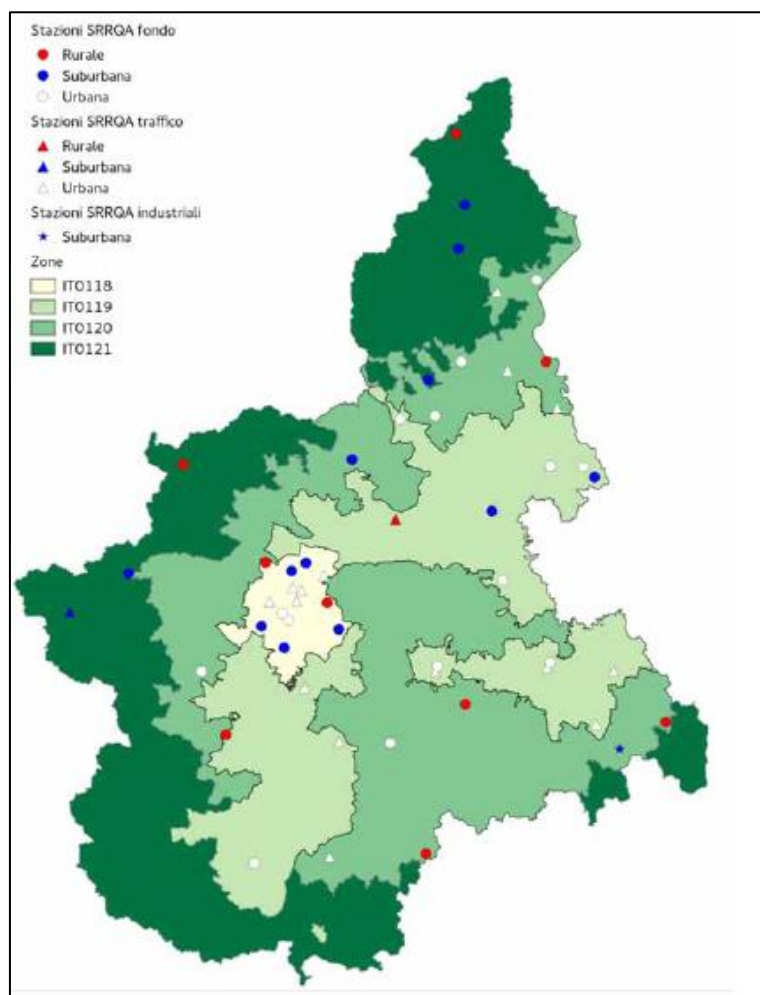 Stazioni SRRQA fondo
Rurale
Suburbana
Urbana
Stazioni SRRQA traffico
Rurale
Suburbana
Urbana
Stazioni SRRQA industriali
Suburbana
Zone
IT0118
IT0119
IT0120
IT0121